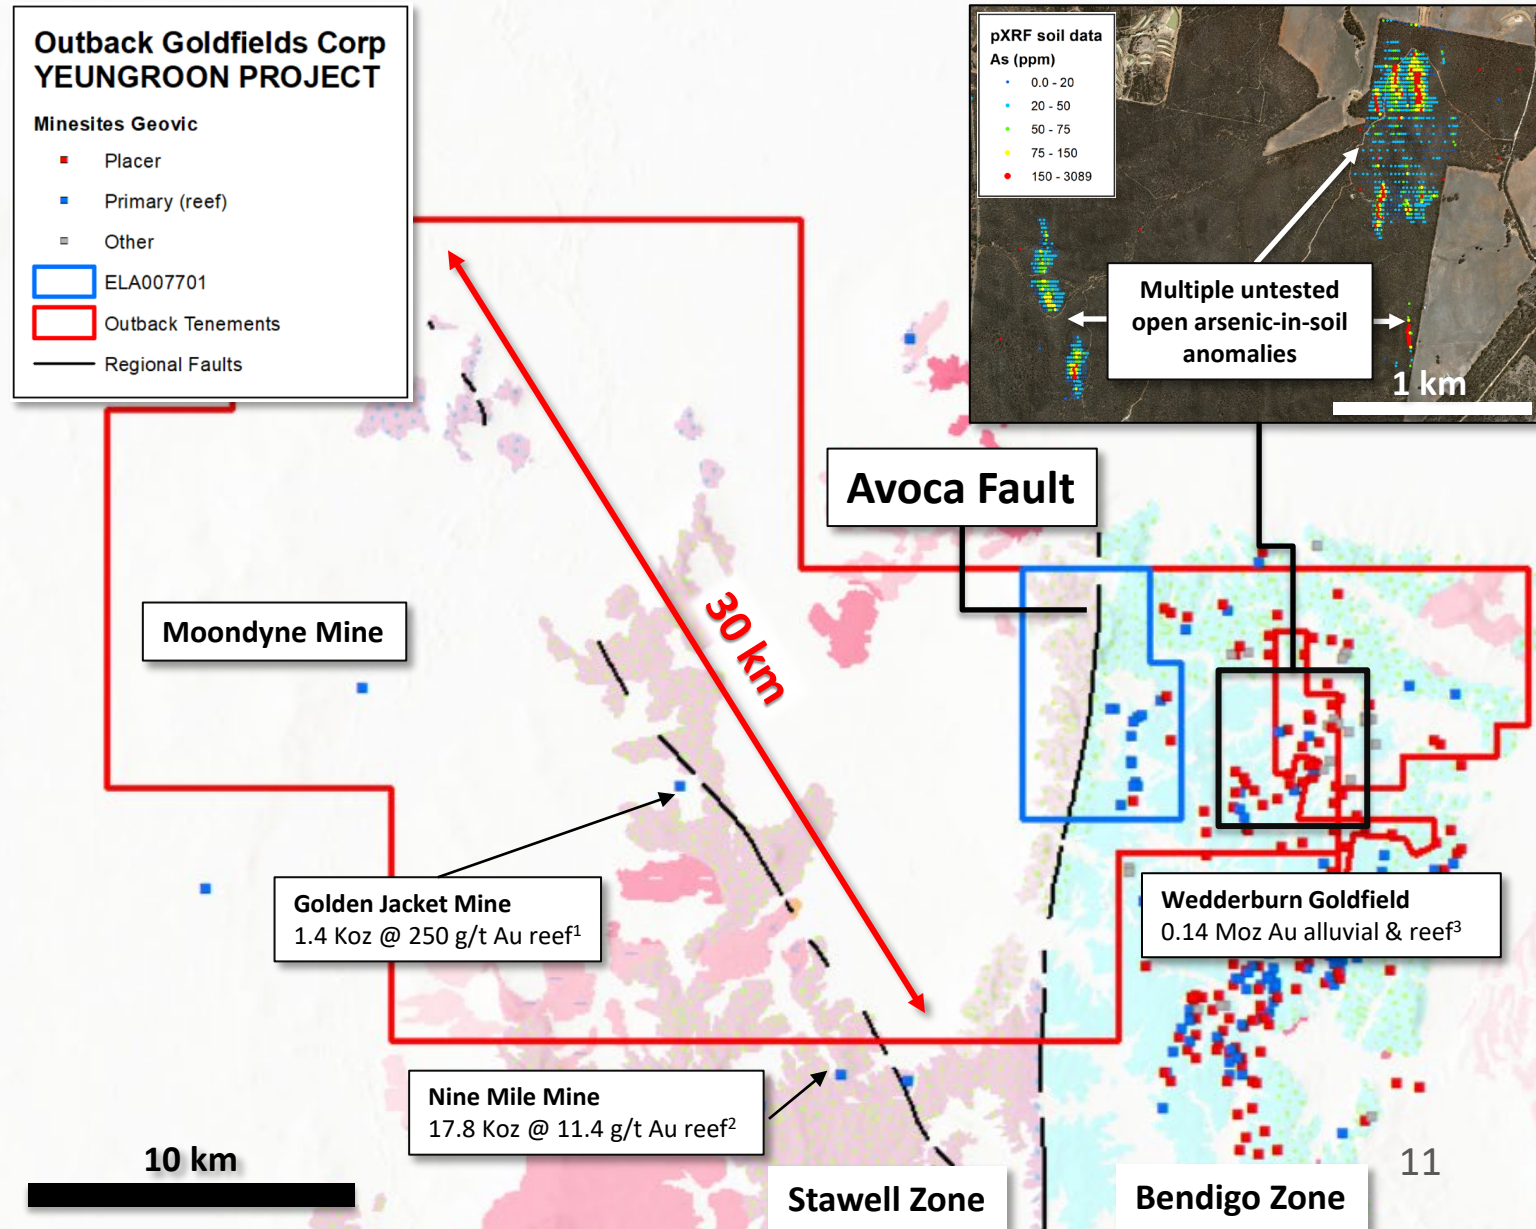 Outback Goldfields Corp
YEUNGROON PROJECT
Minesites Geovic
Placer
Primary (reef)
Other
ELA007701
Outback Tenements
Regional Faults
pXRF soil data
As (ppm)
0.0 - 20
20 - 50
50 - 75
75 - 150
150 - 3089
Multiple untested
open arsenic-in-soil
anomalies
1 km
Avoca Fault
30 km
Moondyne Mine
Golden Jacket Mine
1.4 Koz @ 250 g/t Au reef¹
Wedderburn Goldfield
0.14 Moz Au alluvial & reef³
Nine Mile Mine
17.8 Koz @ 11.4 g/t Au reef²
10 km
Stawell Zone
Bendigo Zone
11